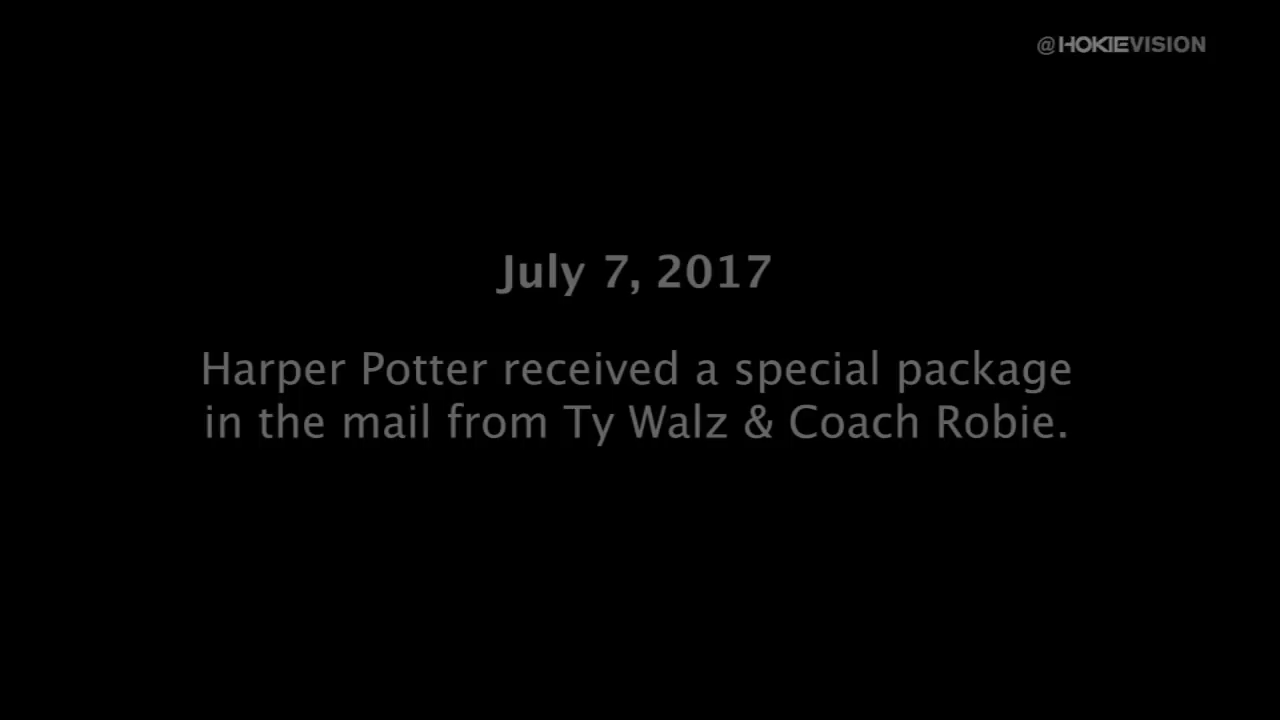 @HOKIEVISION
July 7, 2017
Harper Potter received a special package
in the mail from Ty Walz & Coach Robie.